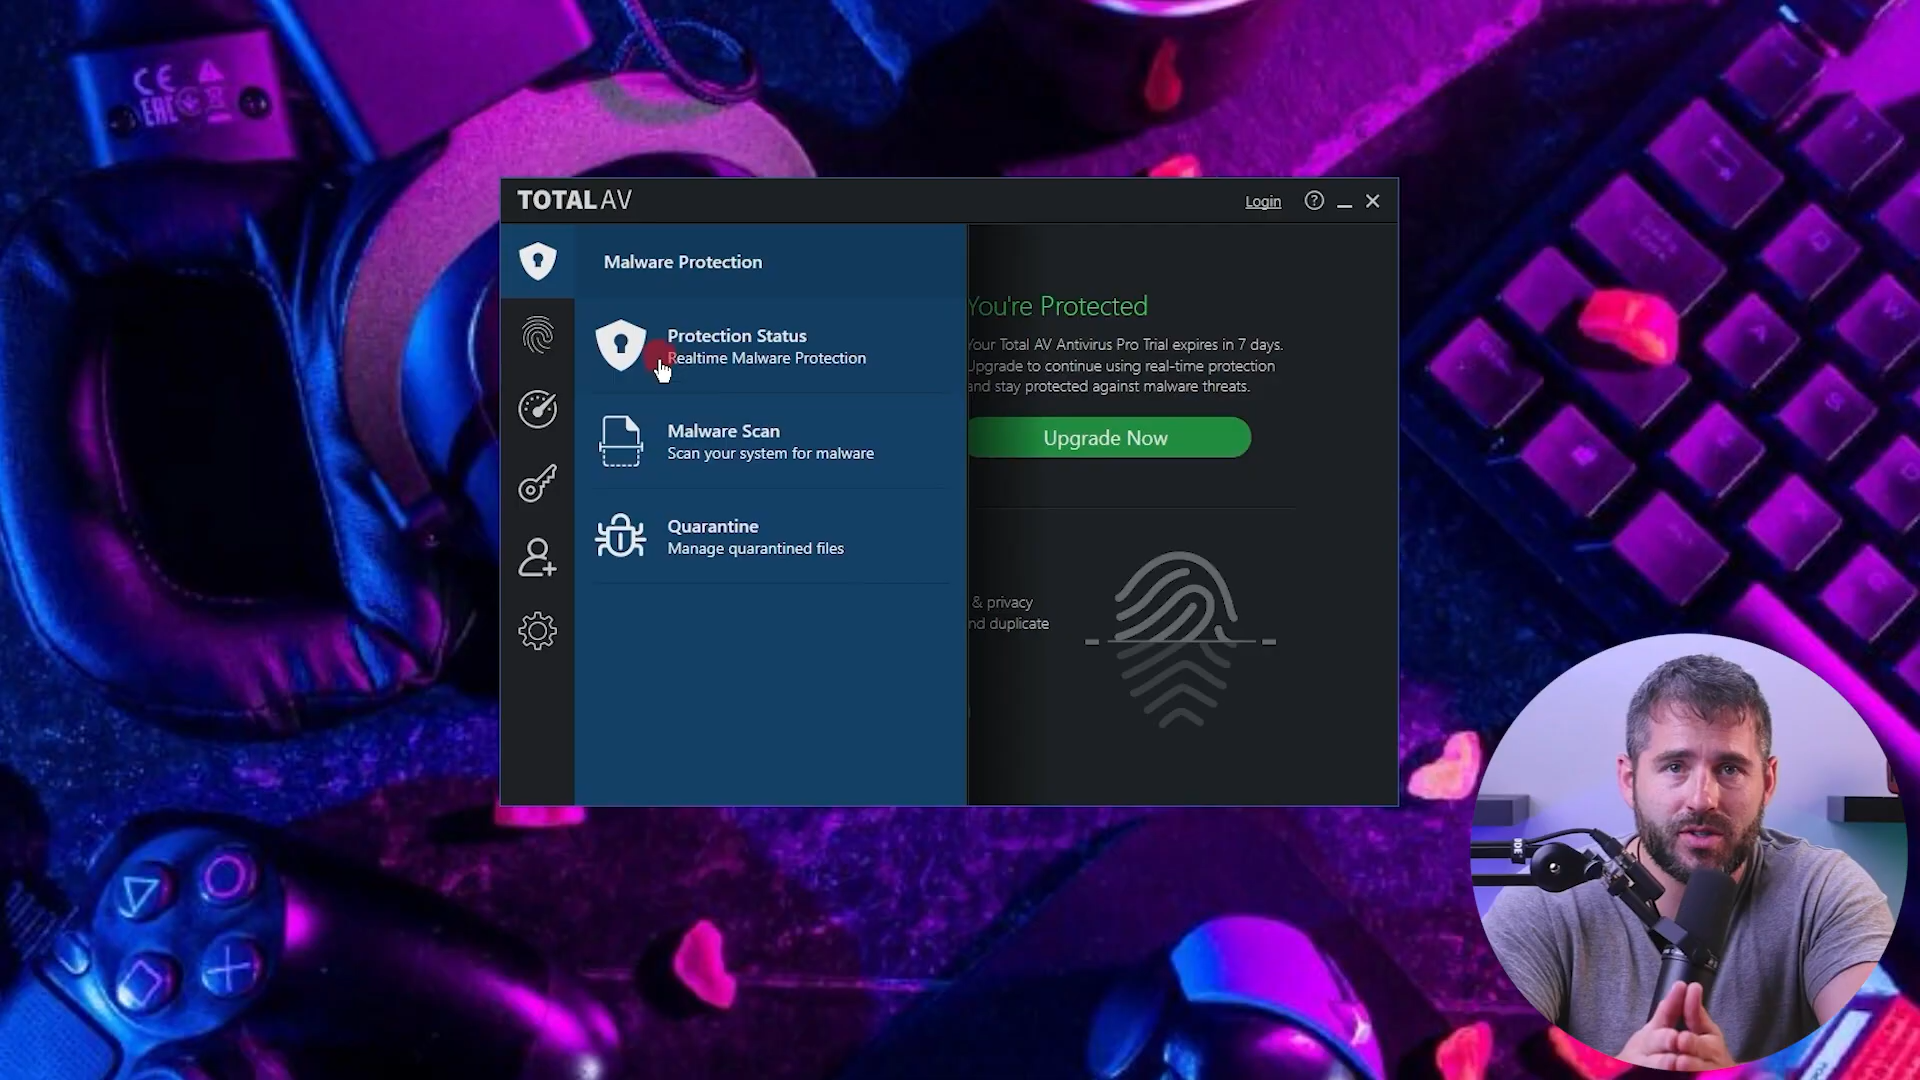 TOTAL AV
Login
Malware Protection
Protection Status
Realtime Malware Protection
Malware Scan
Scan your system for malware
Quarantine
Manage quarantined files
You're Protected
Your Total AV Antivirus Pro Trial expires in 7 days.
Upgrade to continue using real-time protection
and stay protected against malware threats.
Upgrade Now
& privacy
nd duplicate
CE
EAC
A
S
D
W